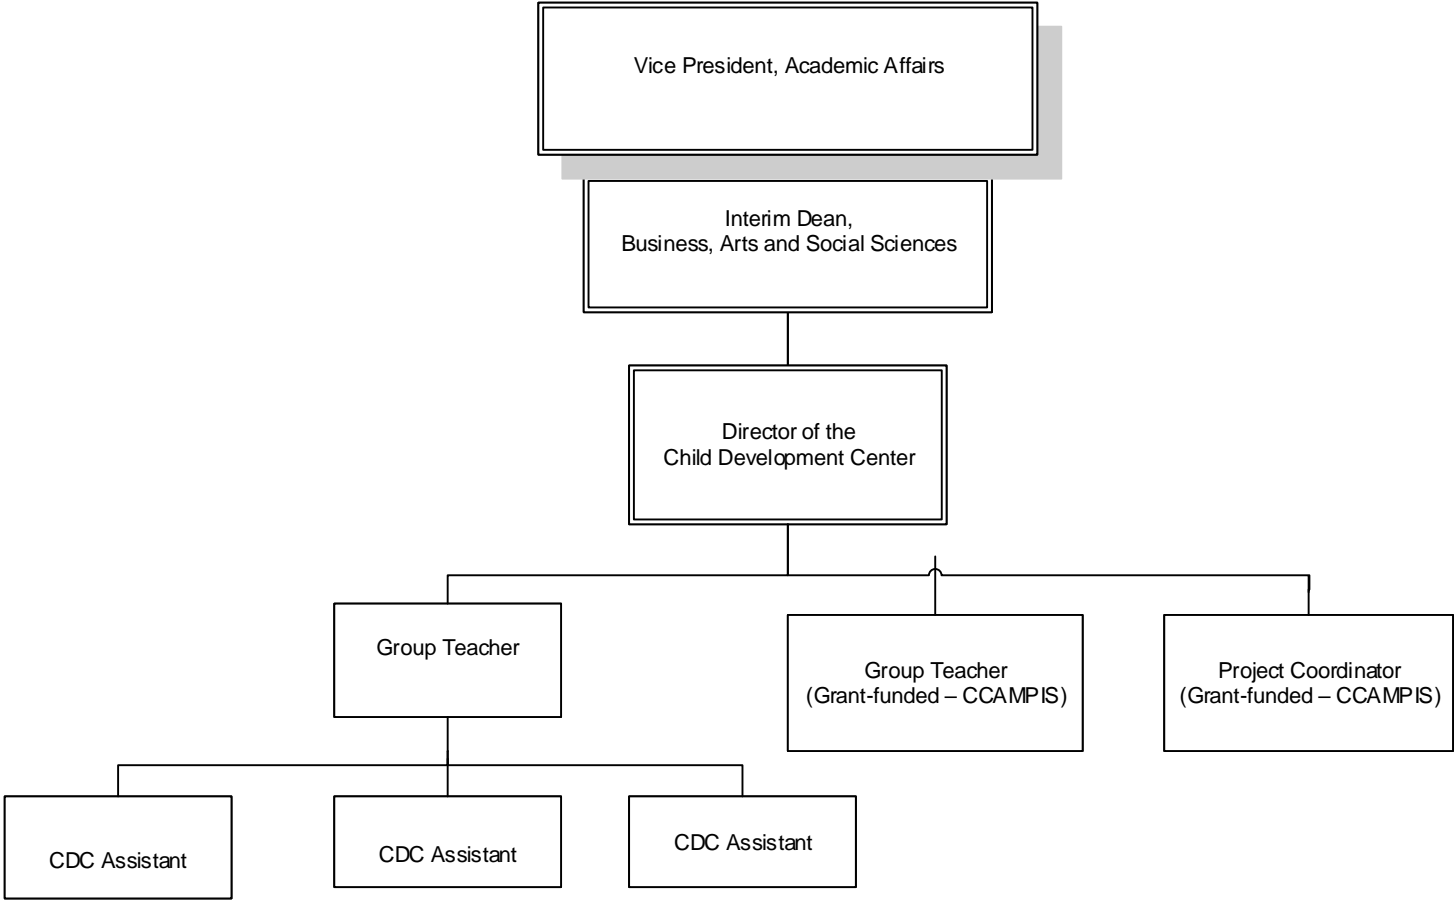 Vice President, Academic Affairs
Interim Dean,
Business, Arts and Social Sciences
Director of the
Child Development Center
Group Teacher
Group Teacher
(Grant-funded – CCAMPIS)
Project Coordinator
(Grant-funded – CCAMPIS)
CDC Assistant
CDC Assistant
CDC Assistant